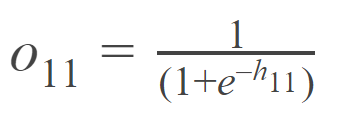 o₁₁ = 1 / (1+e^(-h₁₁))